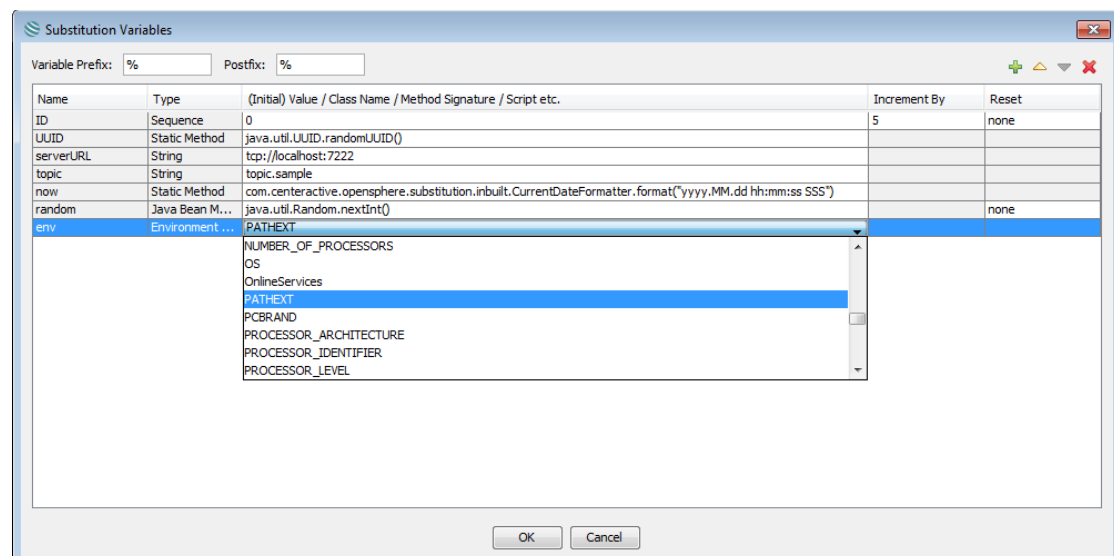 Substitution Variables
Variable Prefix: % Postfix: %
Name Type (Initial) Value / Class Name / Method Signature / Script etc. Increment By Reset
ID Sequence 0 5 none
UUID Static Method java.util.UUID.randomUUID()
serverURL String tcp://localhost:7222
topic String topic.sample
now Static Method com.centeractive.opensphere.substitution.inbuilt.CurrentDateFormatter.format("yyyy.MM.dd hh:mm:ss SSS")
random Java Bean M... java.util.Random.nextInt() none
env Environment ... PATHEXT
NUMBER_OF_PROCESSORS
OS
OnlineServices
PATHEXT
PCBRAND
PROCESSOR_ARCHITECTURE
PROCESSOR_IDENTIFIER
PROCESSOR_LEVEL
OK Cancel